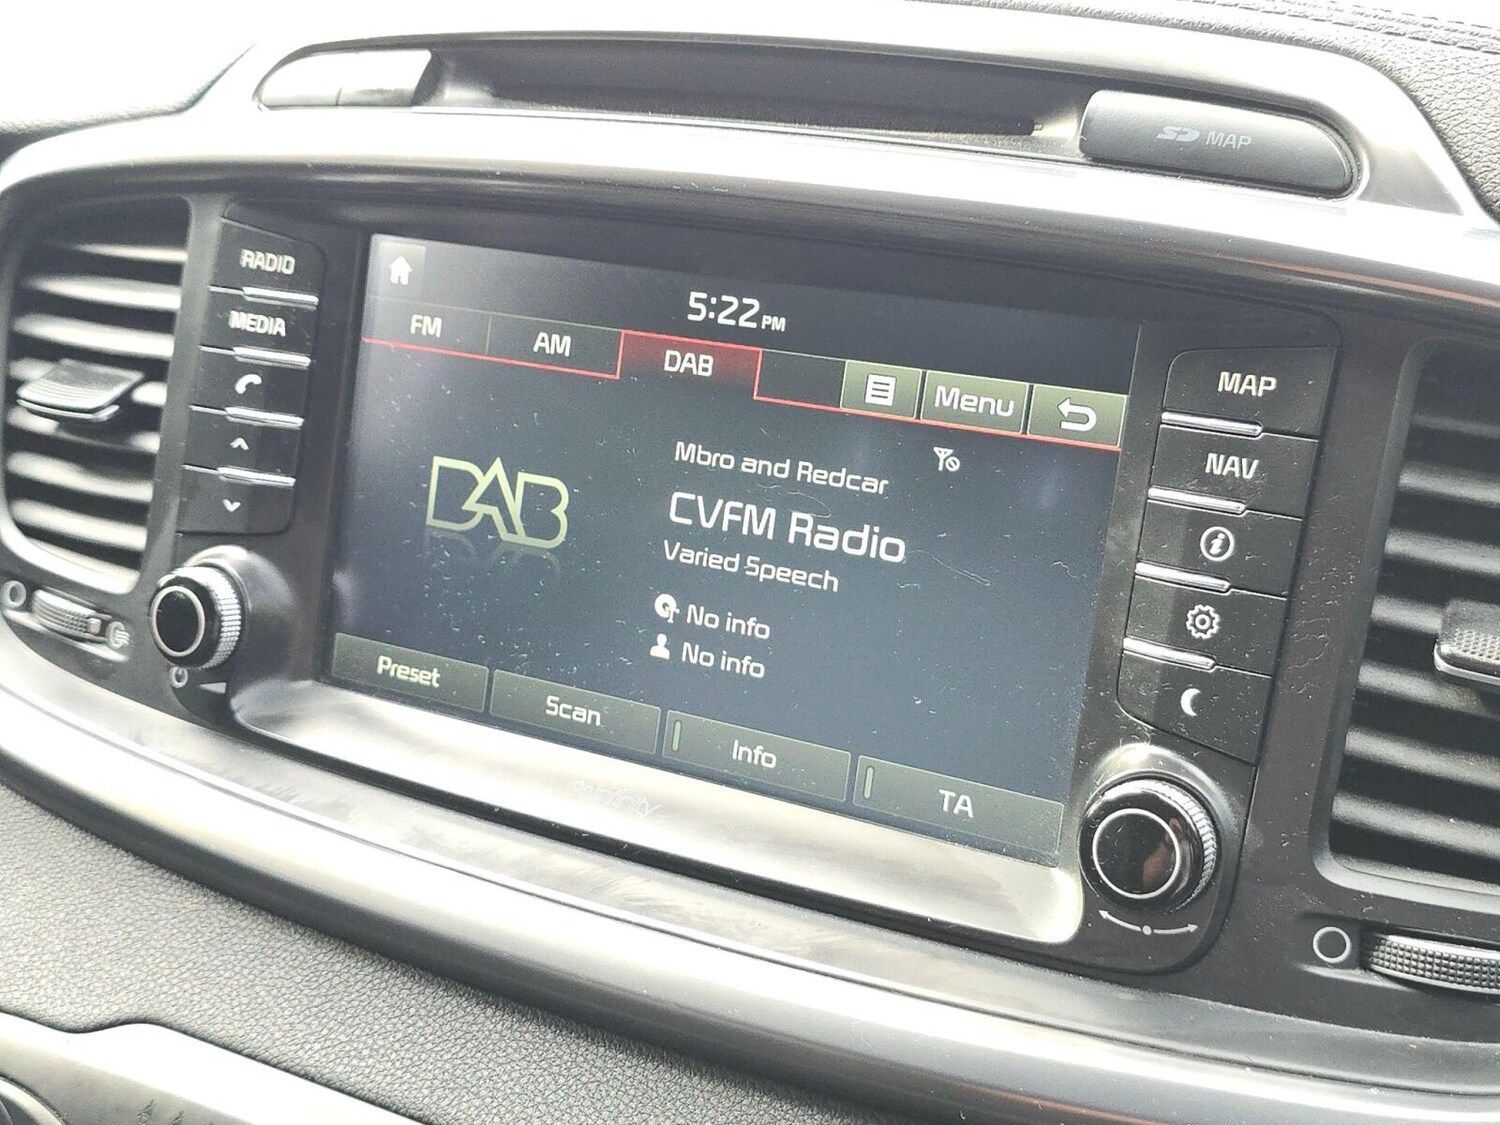 SD MAP
RADIO
MEDIA
5:22 PM
FM
AM
DAB
Menu
Mbro and Redcar
CVFM Radio
Varied Speech
No info
No info
DAB
Preset
Scan
Info
TA
MAP
NAV
infinity